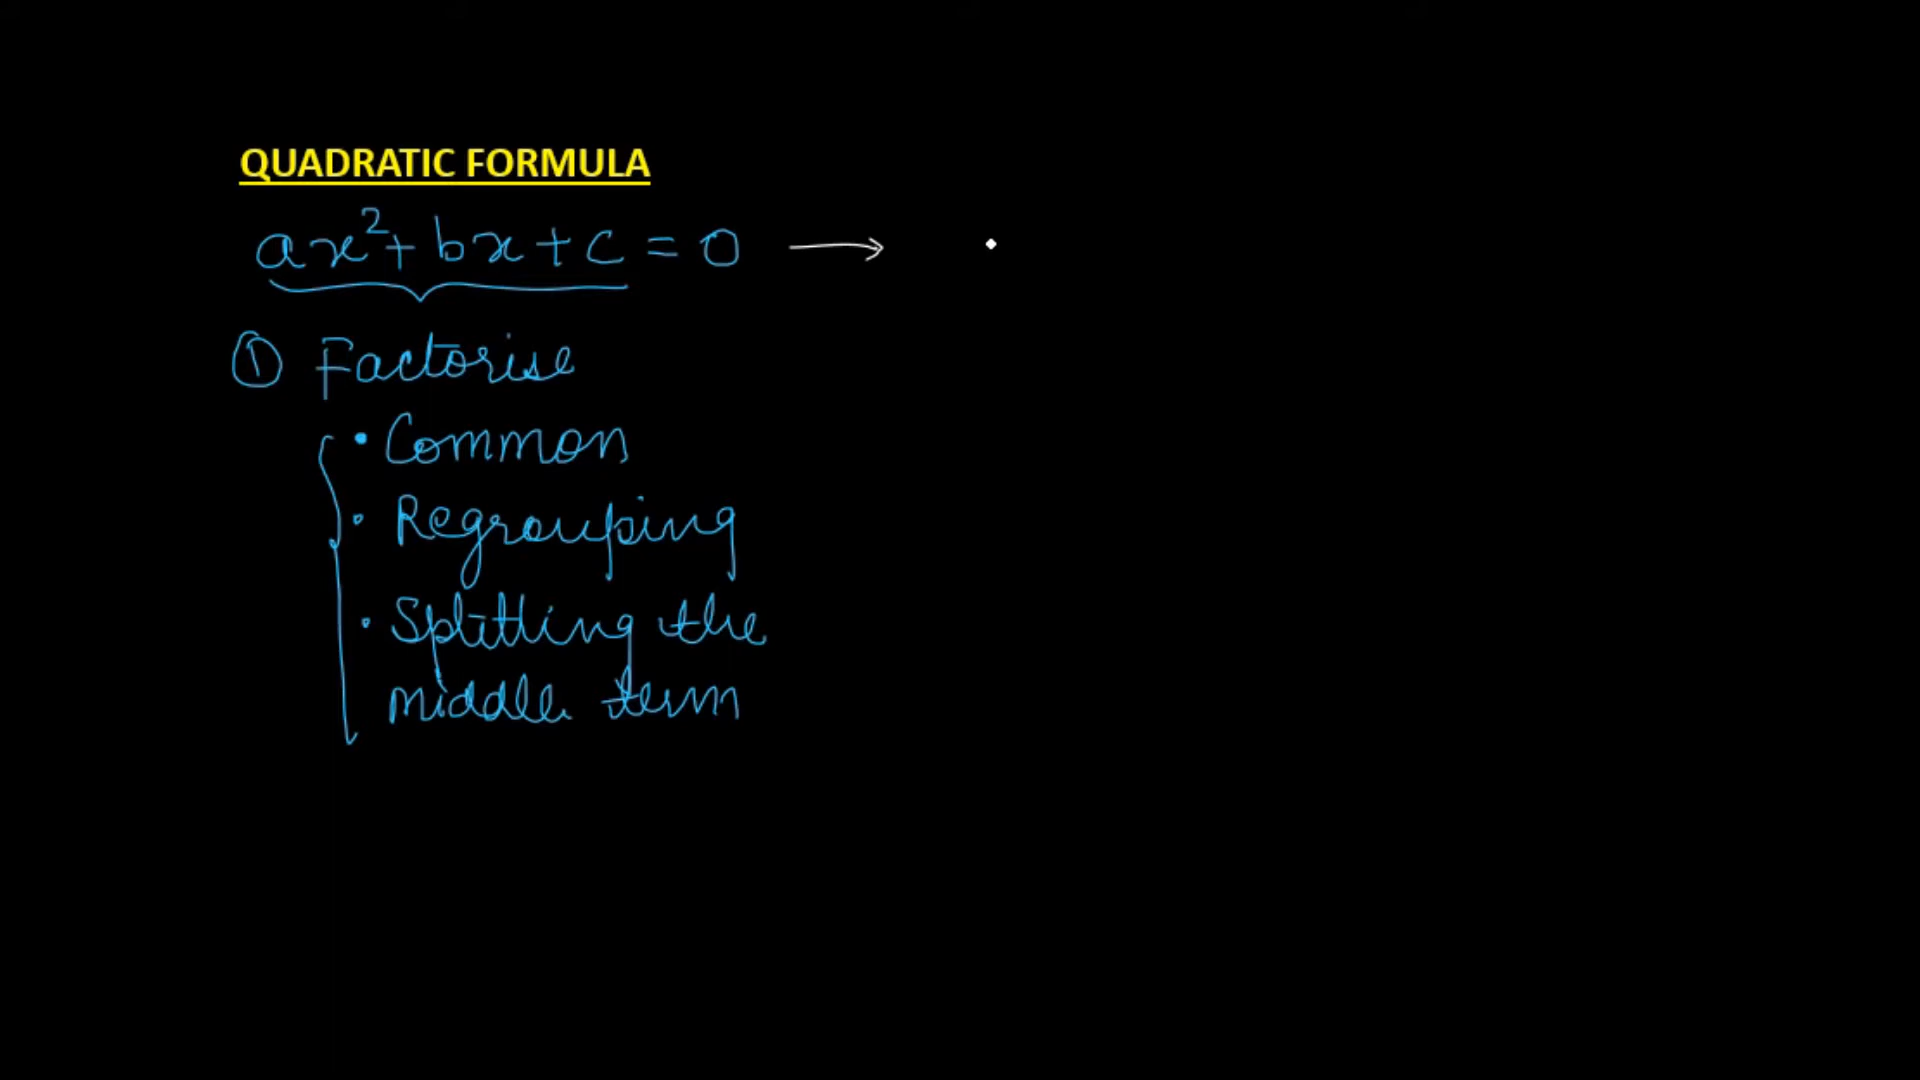 QUADRATIC FORMULA
ax²+ bx + c = 0 →
① Factorise
• Common
• Regrouping
• Splitting the
middle term